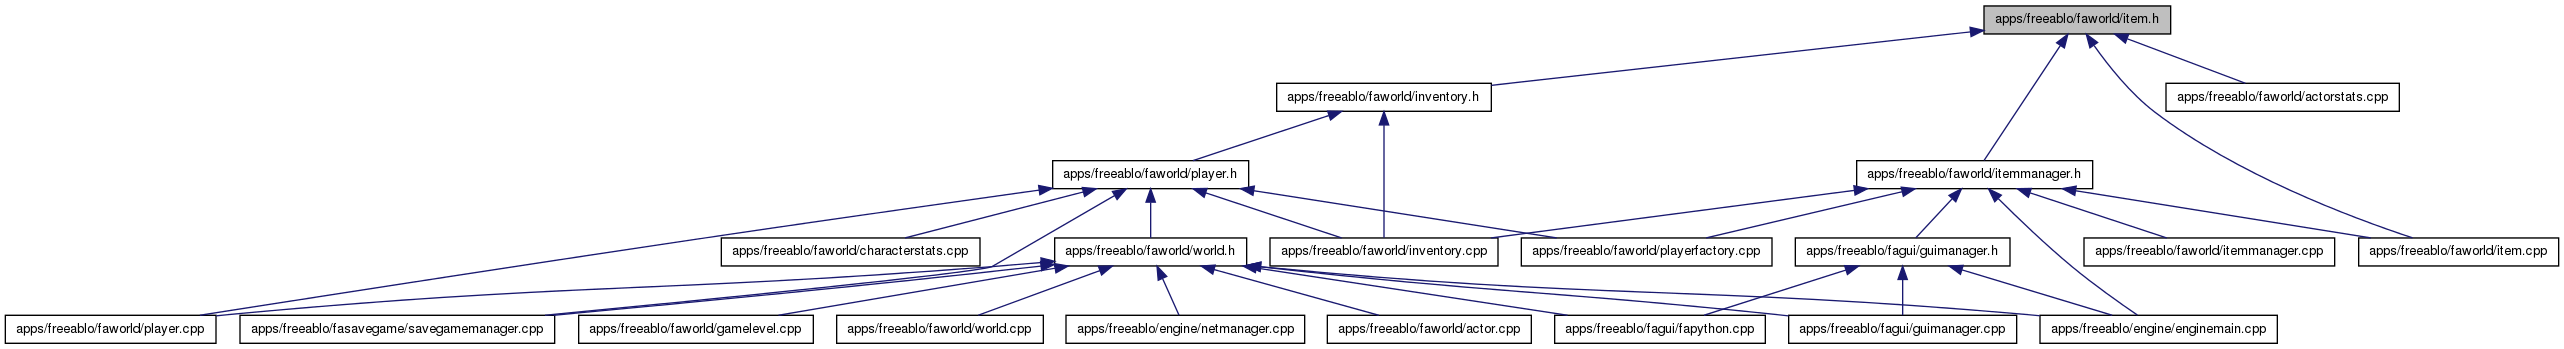 apps/freeablo/faworld/item.h
apps/freeablo/faworld/inventory.h
apps/freeablo/faworld/actorstats.cpp
apps/freeablo/faworld/player.h
apps/freeablo/faworld/itemmanager.h
apps/freeablo/faworld/characterstats.cpp
apps/freeablo/faworld/world.h
apps/freeablo/faworld/inventory.cpp
apps/freeablo/faworld/playerfactory.cpp
apps/freeablo/fagui/guimanager.h
apps/freeablo/faworld/itemmanager.cpp
apps/freeablo/faworld/item.cpp
apps/freeablo/faworld/player.cpp
apps/freeablo/fasavegame/savegamemanager.cpp
apps/freeablo/faworld/gamelevel.cpp
apps/freeablo/faworld/world.cpp
apps/freeablo/engine/netmanager.cpp
apps/freeablo/faworld/actor.cpp
apps/freeablo/fagui/fapython.cpp
apps/freeablo/fagui/guimanager.cpp
apps/freeablo/engine/enginemain.cpp